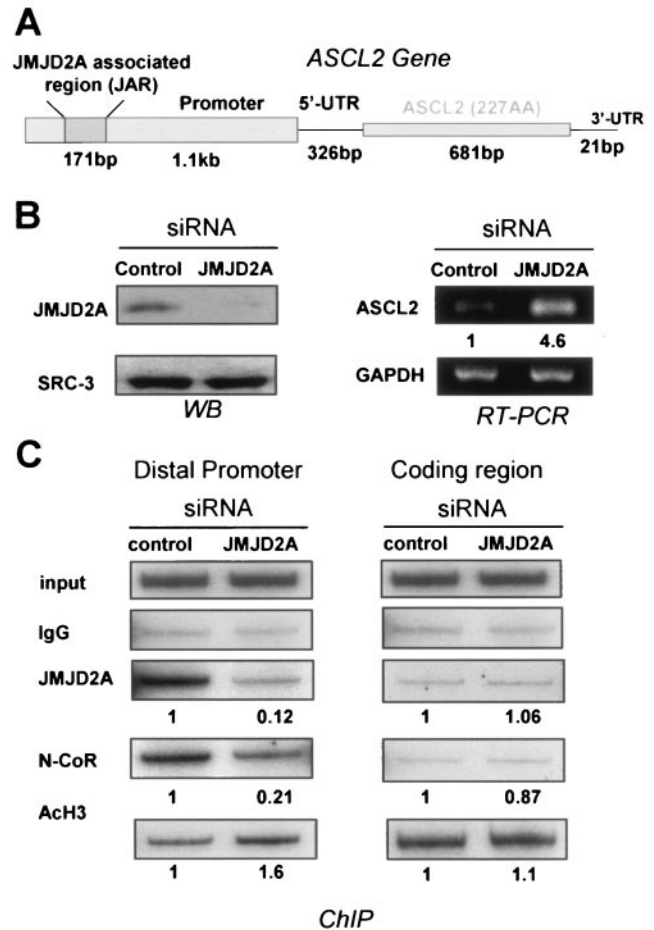 A
JMJD2A associated region (JAR)
ASCL2 Gene
Promoter
5'-UTR
ASCL2 (227AA)
3'-UTR
171bp
1.1kb
326bp
681bp
21bp
B
siRNA
Control JMJD2A
JMJD2A
SRC-3
WB
siRNA
Control JMJD2A
ASCL2
1 4.6
GAPDH
RT-PCR
C
Distal Promoter
siRNA
control JMJD2A
Coding region
siRNA
control JMJD2A
input
IgG
JMJD2A
1 0.12
1 1.06
N-CoR
1 0.21
1 0.87
AcH3
1 1.6
1 1.1
ChIP